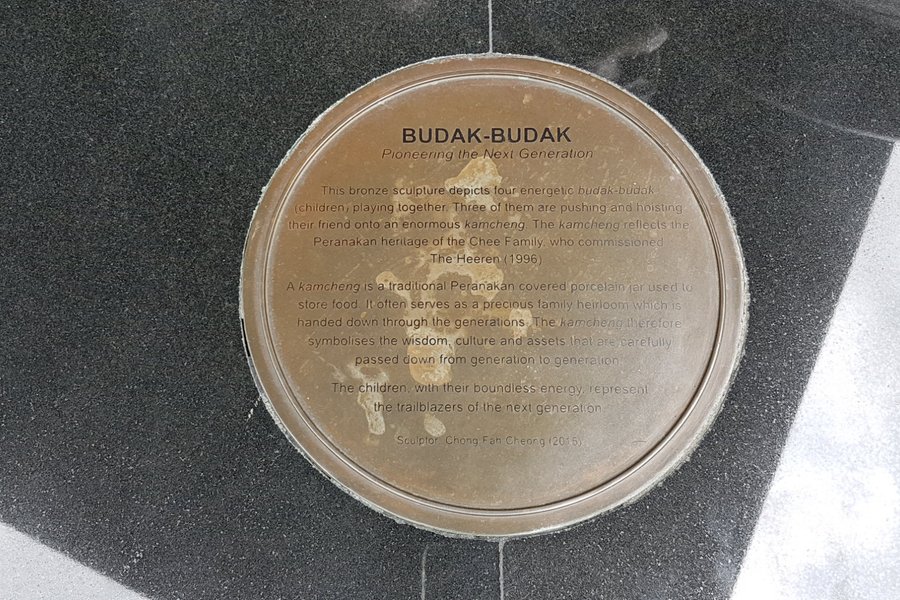 BUDAK-BUDAK
Pioneering the Next Generation
This bronze sculpture depicts four energetic budak-budak
(children) playing together. Three of them are pushing and hoisting
their friend onto an enormous kamcheng. The kamcheng reflects the
Peranakan heritage of the Chee Family, who commissioned
The Heeren (1996)
A kamcheng is a traditional Peranakan covered porcelain jar used to
store food. It often serves as a precious family heirloom which is
handed down through the generations. The kamcheng therefore
symbolises the wisdom, culture and assets that are carefully
passed down from generation to generation
The children, with their boundless energy, represent
the trailblazers of the next generation
Sculptor: Chong Fah Cheong (2015)